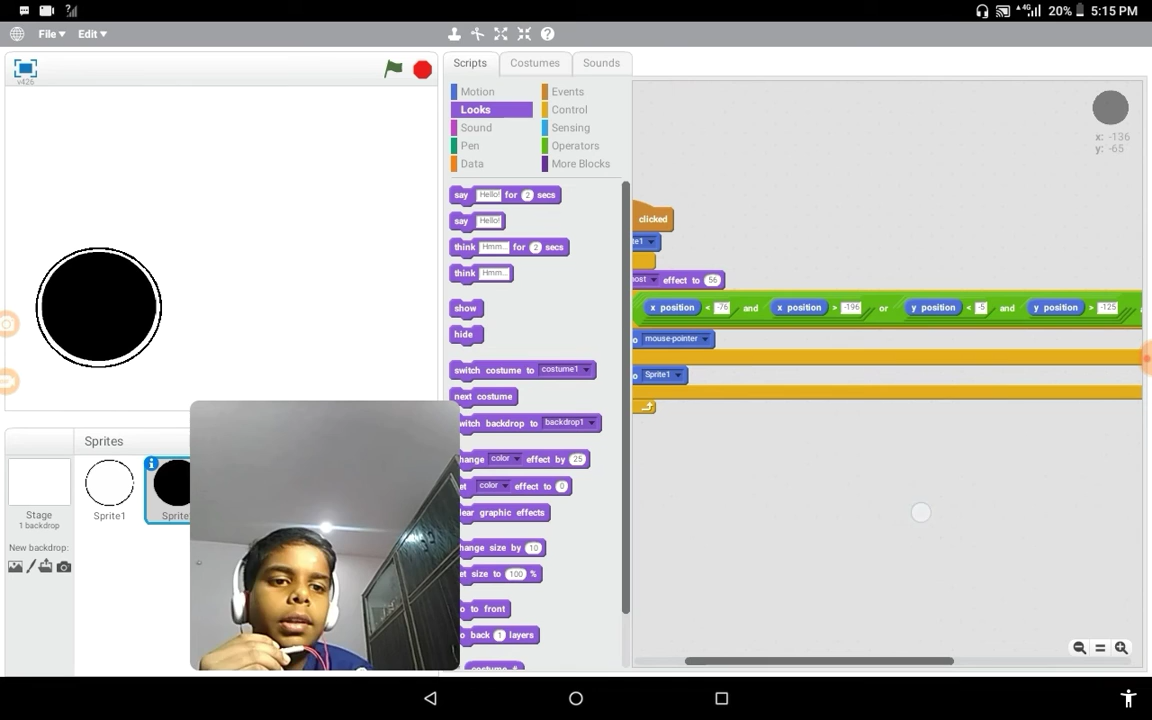 4G 20% 5:15 PM
File Edit
v426
Scripts Costumes Sounds
Motion Events
Looks Control
Sound Sensing
Pen Operators
Data More Blocks
x: -136
y: -65
say Hello! for 2 secs
say Hello!
think Hmm... for 2 secs
think Hmm...
show
hide
switch costume to costume1
next costume
witch backdrop to backdrop1
hange color effect by 25
et color effect to 0
lear graphic effects
hange size by 10
et size to 100 %
o to front
o back 1 layers
costume #
clicked
te1
ost effect to 56
x position < -76 and x position > -196 or y position < -5 and y position > -125
o mouse-pointer
o Sprite1
Sprites
Stage
1 backdrop
New backdrop:
Sprite1
Sprite